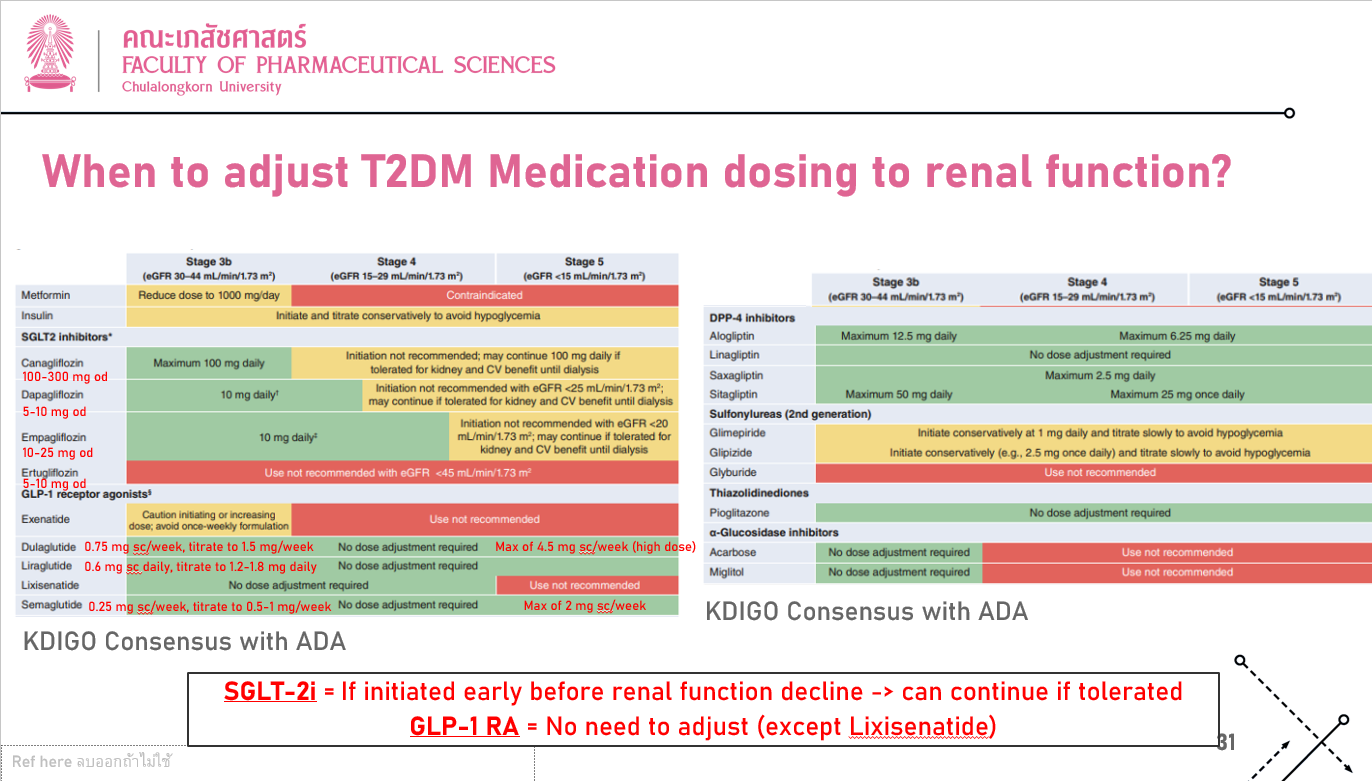 คณะเภสัชศาสตร์
FACULTY OF PHARMACEUTICAL SCIENCES
Chulalongkorn University
When to adjust T2DM Medication dosing to renal function?
Stage 3b
(eGFR 30–44 mL/min/1.73 m²)
Stage 4
(eGFR 15–29 mL/min/1.73 m²)
Stage 5
(eGFR <15 mL/min/1.73 m²)
Metformin
Reduce dose to 1000 mg/day
Contraindicated
Insulin
Initiate and titrate conservatively to avoid hypoglycemia
SGLT2 inhibitors*
Canagliflozin
100-300 mg od
Maximum 100 mg daily
Initiation not recommended; may continue 100 mg daily if
tolerated for kidney and CV benefit until dialysis
Dapagliflozin
5-10 mg od
10 mg daily†
Initiation not recommended with eGFR <25 mL/min/1.73 m²;
may continue if tolerated for kidney and CV benefit until dialysis
Empagliflozin
10-25 mg od
10 mg daily‡
Initiation not recommended with eGFR <20
mL/min/1.73 m²; may continue if tolerated for
kidney and CV benefit until dialysis
Ertugliflozin
5-10 mg od
Use not recommended with eGFR <45 mL/min/1.73 m²
GLP-1 receptor agonists§
Exenatide
Caution initiating or increasing
dose; avoid once-weekly formulation
Use not recommended
Dulaglutide 0.75 mg sc/week, titrate to 1.5 mg/week No dose adjustment required Max of 4.5 mg sc/week (high dose)
Liraglutide 0.6 mg sc daily, titrate to 1.2-1.8 mg daily No dose adjustment required
Lixisenatide No dose adjustment required Use not recommended
Semaglutide 0.25 mg sc/week, titrate to 0.5-1 mg/week No dose adjustment required Max of 2 mg sc/week
KDIGO Consensus with ADA
Stage 3b
(eGFR 30–44 mL/min/1.73 m²)
Stage 4
(eGFR 15–29 mL/min/1.73 m²)
Stage 5
(eGFR <15 mL/min/1.73 m²)
DPP-4 inhibitors
Alogliptin Maximum 12.5 mg daily Maximum 6.25 mg daily
Linagliptin No dose adjustment required
Saxagliptin Maximum 2.5 mg daily
Sitagliptin Maximum 50 mg daily Maximum 25 mg once daily
Sulfonylureas (2nd generation)
Glimepiride Initiate conservatively at 1 mg daily and titrate slowly to avoid hypoglycemia
Glipizide Initiate conservatively (e.g., 2.5 mg once daily) and titrate slowly to avoid hypoglycemia
Glyburide Use not recommended
Thiazolidinediones
Pioglitazone No dose adjustment required
α-Glucosidase inhibitors
Acarbose No dose adjustment required Use not recommended
Miglitol No dose adjustment required Use not recommended
KDIGO Consensus with ADA
SGLT-2i = If initiated early before renal function decline -> can continue if tolerated
GLP-1 RA = No need to adjust (except Lixisenatide)
31
Ref here ลบออกถ้าไม่ใช้